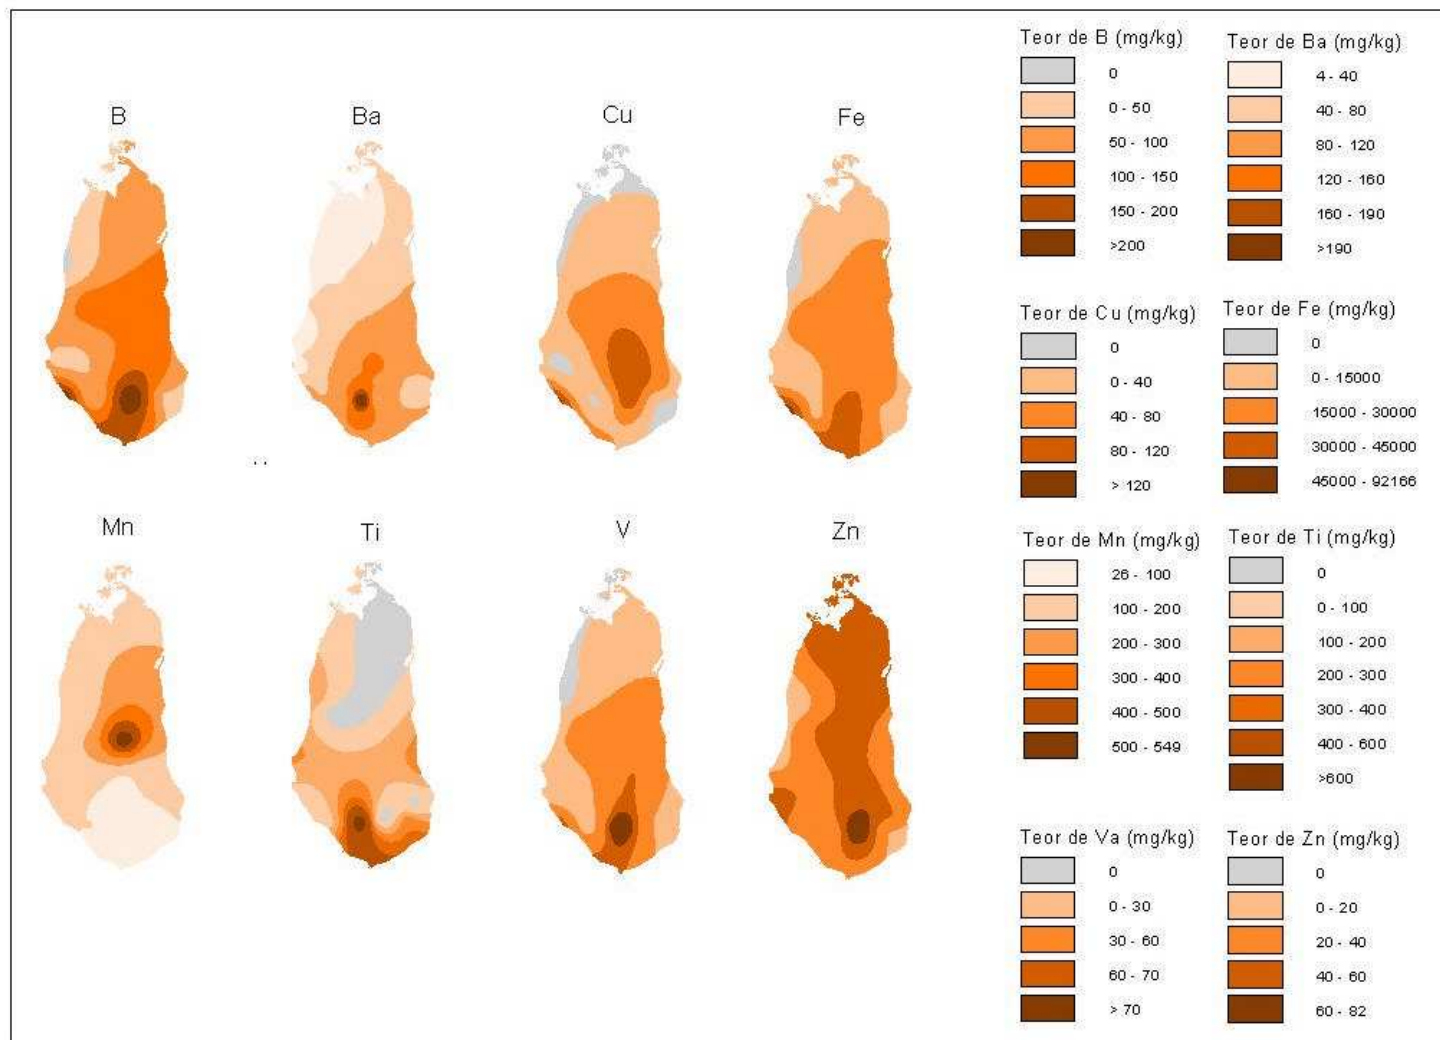 B
Ba
Cu
Fe
Mn
Ti
V
Zn
Teor de B (mg/kg)
0
0 - 50
50 - 100
100 - 150
150 - 200
>200
Teor de Ba (mg/kg)
4 - 40
40 - 80
80 - 120
120 - 160
160 - 190
>190
Teor de Cu (mg/kg)
0
0 - 40
40 - 80
80 - 120
> 120
Teor de Fe (mg/kg)
0
0 - 15000
15000 - 30000
30000 - 45000
45000 - 92166
Teor de Mn (mg/kg)
26 - 100
100 - 200
200 - 300
300 - 400
400 - 500
500 - 549
Teor de Ti (mg/kg)
0
0 - 100
100 - 200
200 - 300
300 - 400
400 - 600
>600
Teor de Va (mg/kg)
0
0 - 30
30 - 60
60 - 70
> 70
Teor de Zn (mg/kg)
0
0 - 20
20 - 40
40 - 60
60 - 82